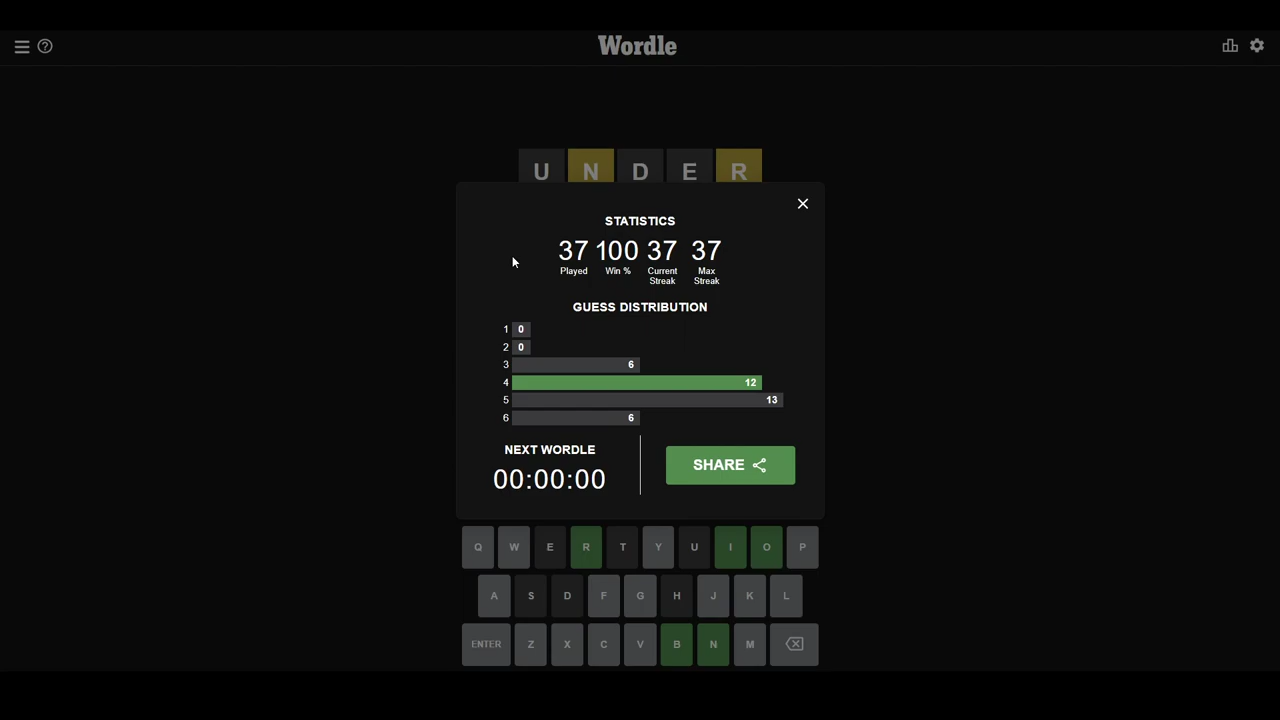 Wordle
U N D E R
STATISTICS
37 100 37 37
Played Win % Current Streak Max Streak
GUESS DISTRIBUTION
1 0
2 0
3 6
4 12
5 13
6 6
NEXT WORDLE
00:00:00
SHARE
Q W E R T Y U I O P
A S D F G H J K L
ENTER Z X C V B N M